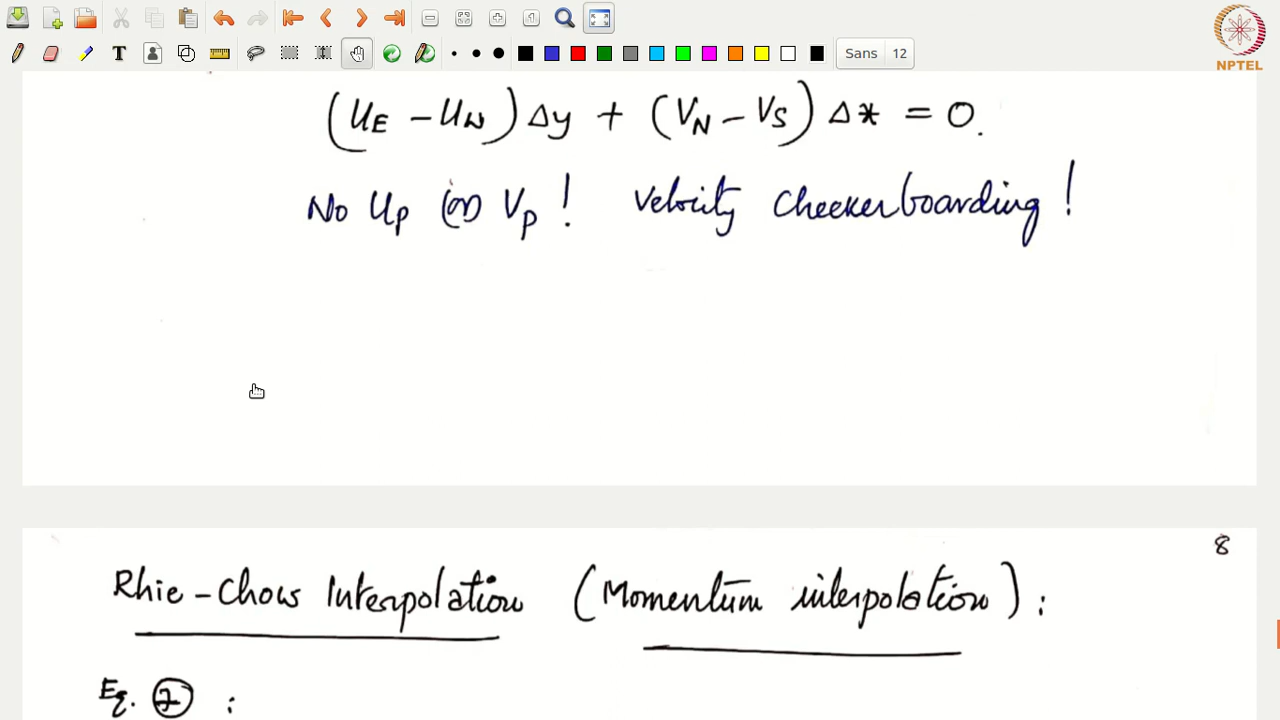 Sans 12
NPTEL
(u_E - u_W) Δy + (V_N - V_S) Δx = 0.
No u_p (or) V_p ! Velocity Checkerboarding !
8
Rhie-Chow Interpolation (Momentum interpolation) :
Eq. ② :